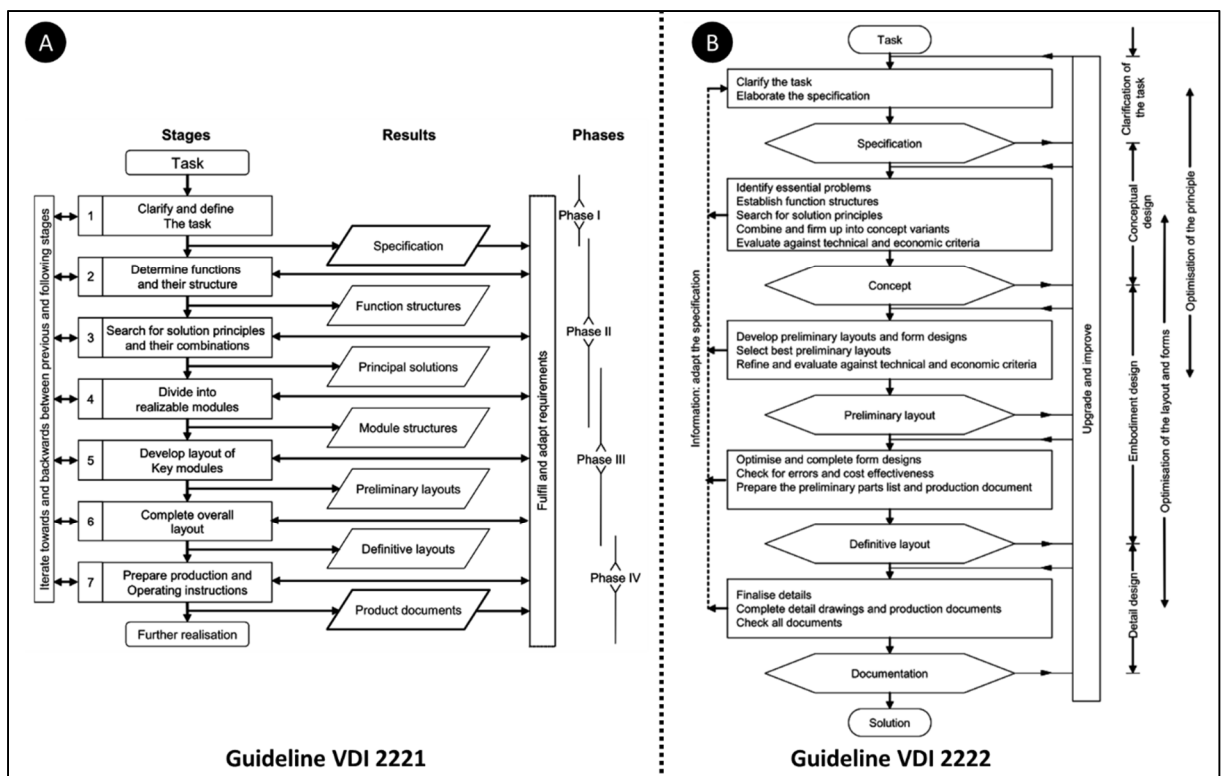 A
Stages
Results
Phases
Task
Iterate towards and backwards between previous and following stages
1
Clarify and define
The task
Specification
2
Determine functions
and their structure
Function structures
3
Search for solution principles
and their combinations
Principal solutions
4
Divide into
realizable modules
Module structures
5
Develop layout of
Key modules
Preliminary layouts
6
Complete overall
layout
Definitive layouts
7
Prepare production and
Operating instructions
Product documents
Further realisation
Fulfil and adapt requirements
Phase I
Phase II
Phase III
Phase IV
Guideline VDI 2221
B
Task
Clarify the task
Elaborate the specification
Specification
Identify essential problems
Establish function structures
Search for solution principles
Combine and firm up into concept variants
Evaluate against technical and economic criteria
Concept
Develop preliminary layouts and form designs
Select best preliminary layouts
Refine and evaluate against technical and economic criteria
Preliminary layout
Optimise and complete form designs
Check for errors and cost effectiveness
Prepare the preliminary parts list and production document
Definitive layout
Finalise details
Complete detail drawings and production documents
Check all documents
Documentation
Solution
Information: adapt the specification
Upgrade and improve
Clarification of
the task
Conceptual
design
Embodiment design
Detail design
Optimisation of the layout and forms
Optimisation of the principle
Guideline VDI 2222